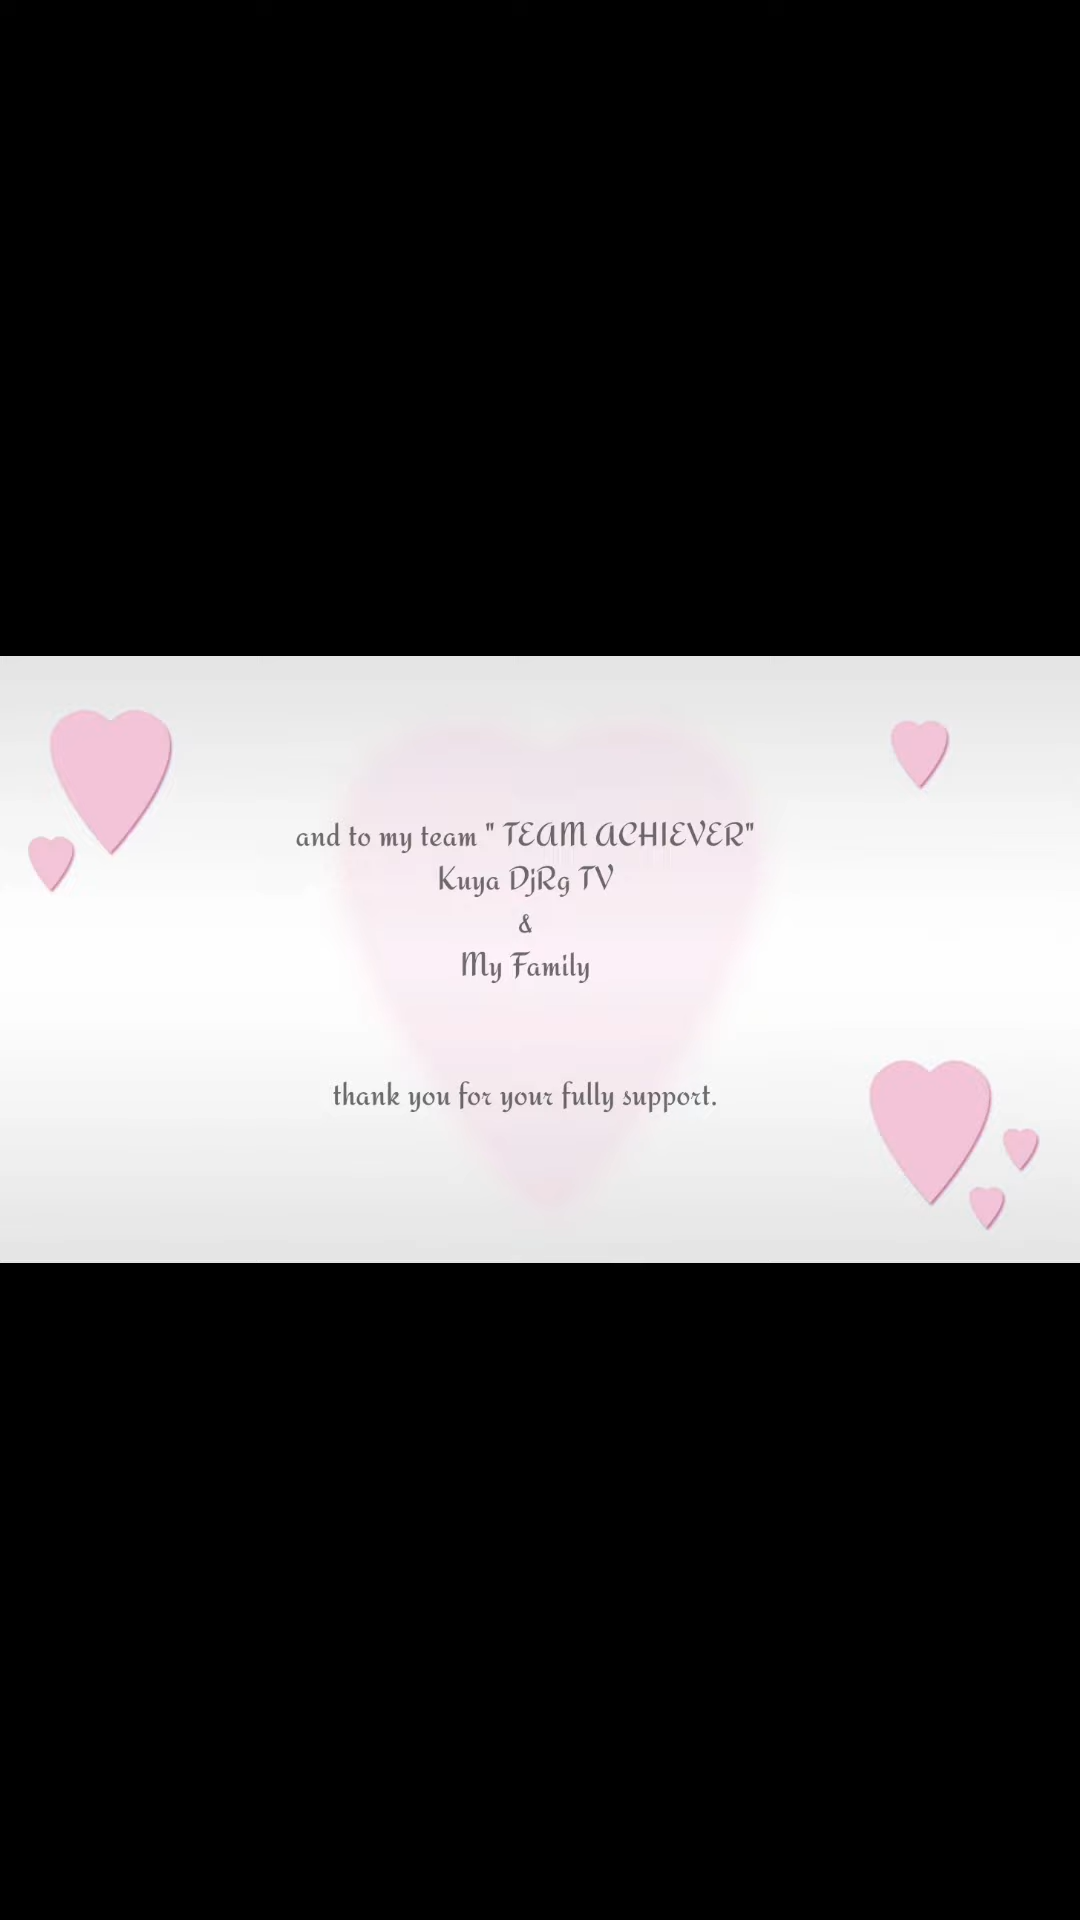 and to my team " TEAM ACHIEVER"
Kuya DjRg TV
&
My Family
thank you for your fully support.